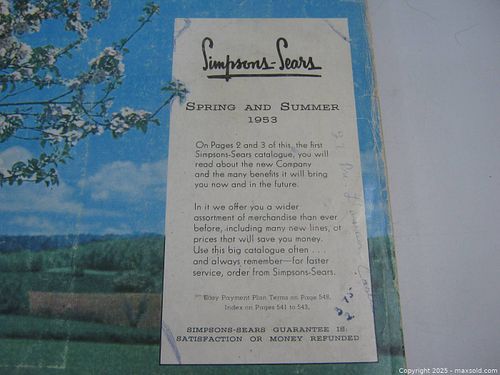 Simpsons-Sears
SPRING AND SUMMER
1953
On Pages 2 and 3 of this, the first
Simpsons-Sears catalogue, you will
read about the new Company
and the many benefits it will bring
you now and in the future.
In it we offer you a wider
assortment of merchandise than ever
before, including many new lines, at
prices that will save you money.
Use this big catalogue often . . .
and always remember—for faster
service, order from Simpsons-Sears.
Easy Payment Plan Terms on Page 548.
Index on Pages 541 to 543.
SIMPSONS-SEARS GUARANTEE IS:
SATISFACTION OR MONEY REFUNDED
Copyright © 2025 - maxsold.com